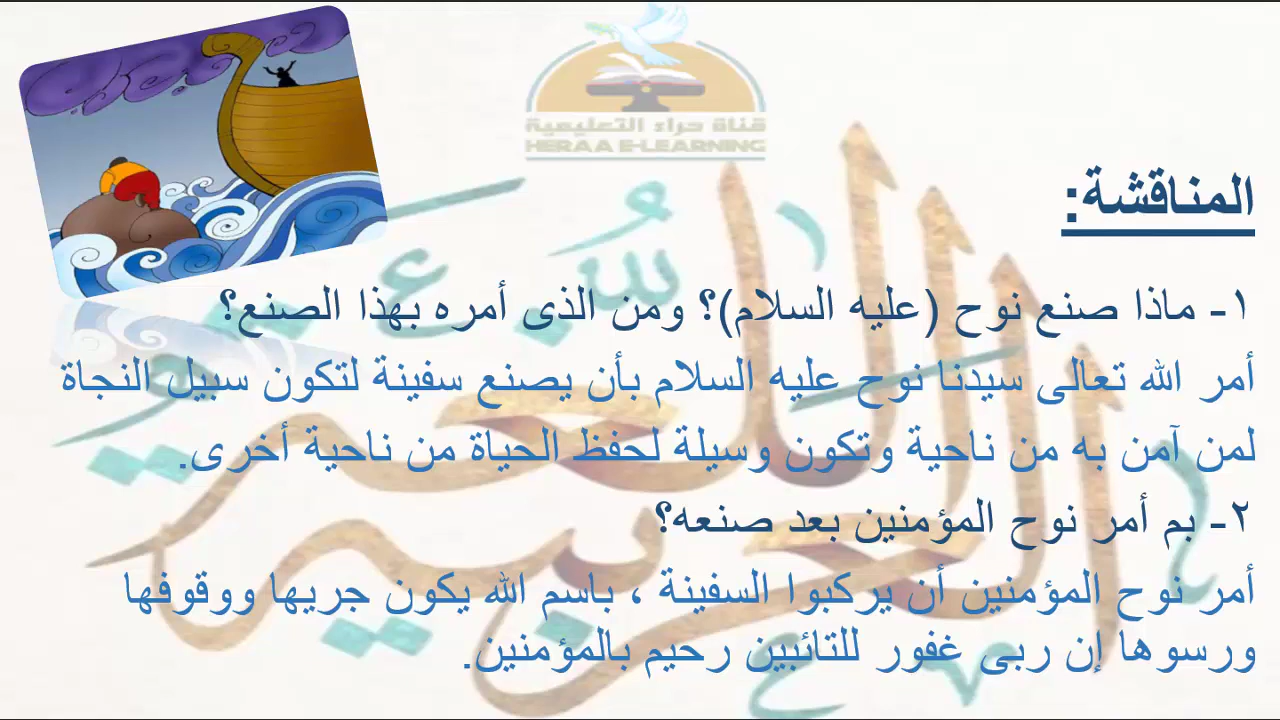 قناة حراء التعليمية
HERAA E-LEARNING
المناقشة:
١- ماذا صنع نوح (عليه السلام)؟ ومن الذى أمره بهذا الصنع؟
أمر الله تعالى سيدنا نوح عليه السلام بأن يصنع سفينة لتكون سبيل النجاة
لمن آمن به من ناحية وتكون وسيلة لحفظ الحياة من ناحية أخرى.
٢- بم أمر نوح المؤمنين بعد صنعه؟
أمر نوح المؤمنين أن يركبوا السفينة ، باسم الله يكون جريها ووقوفها
ورسوها إن ربى غفور للتائبين رحيم بالمؤمنين.
اللغة العربية